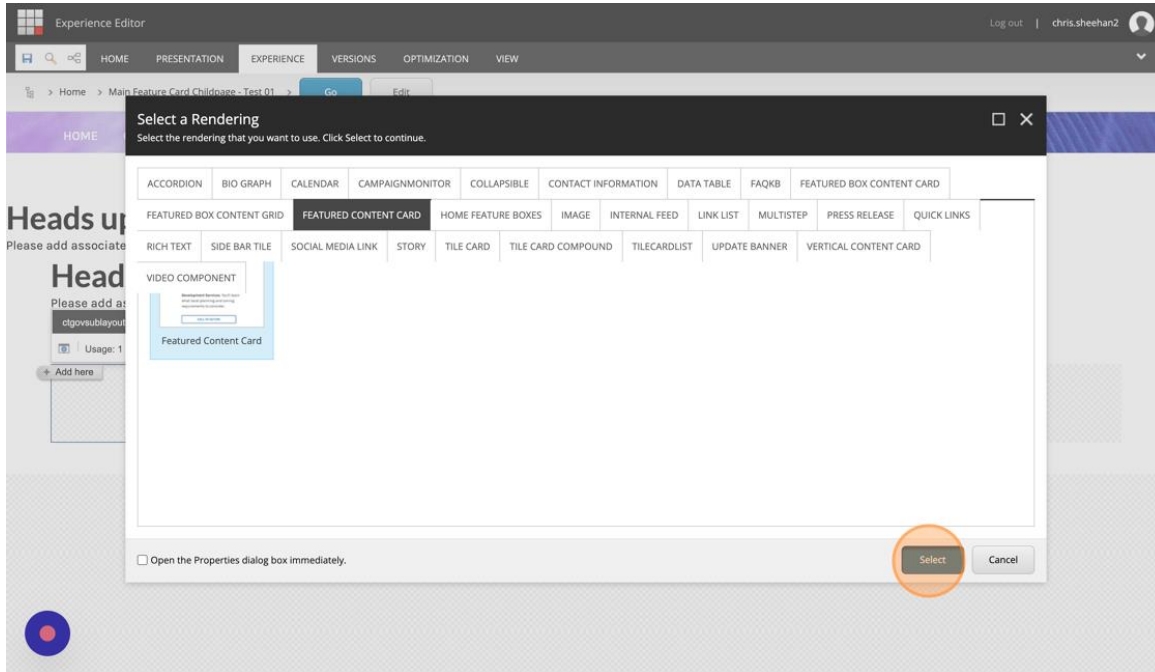 Experience Editor
Log out | chris.sheehan2
HOME PRESENTATION EXPERIENCE VERSIONS OPTIMIZATION VIEW
> Home > Main Feature Card Childpage - Test 01 > Go Edit
HOME
Select a Rendering
Select the rendering that you want to use. Click Select to continue.
ACCORDION BIO GRAPH CALENDAR CAMPAIGNMONITOR COLLAPSIBLE CONTACT INFORMATION DATA TABLE FAQKB FEATURED BOX CONTENT CARD
FEATURED BOX CONTENT GRID FEATURED CONTENT CARD HOME FEATURE BOXES IMAGE INTERNAL FEED LINK LIST MULTISTEP PRESS RELEASE QUICK LINKS
RICH TEXT SIDE BAR TILE SOCIAL MEDIA LINK STORY TILE CARD TILE CARD COMPOUND TILECARDLIST UPDATE BANNER VERTICAL CONTENT CARD
VIDEO COMPONENT
Featured Content Card
Heads up
Please add associate
Head
Please add as
ctgovsublayout
Usage: 1
+ Add here
Open the Properties dialog box immediately.
Select Cancel